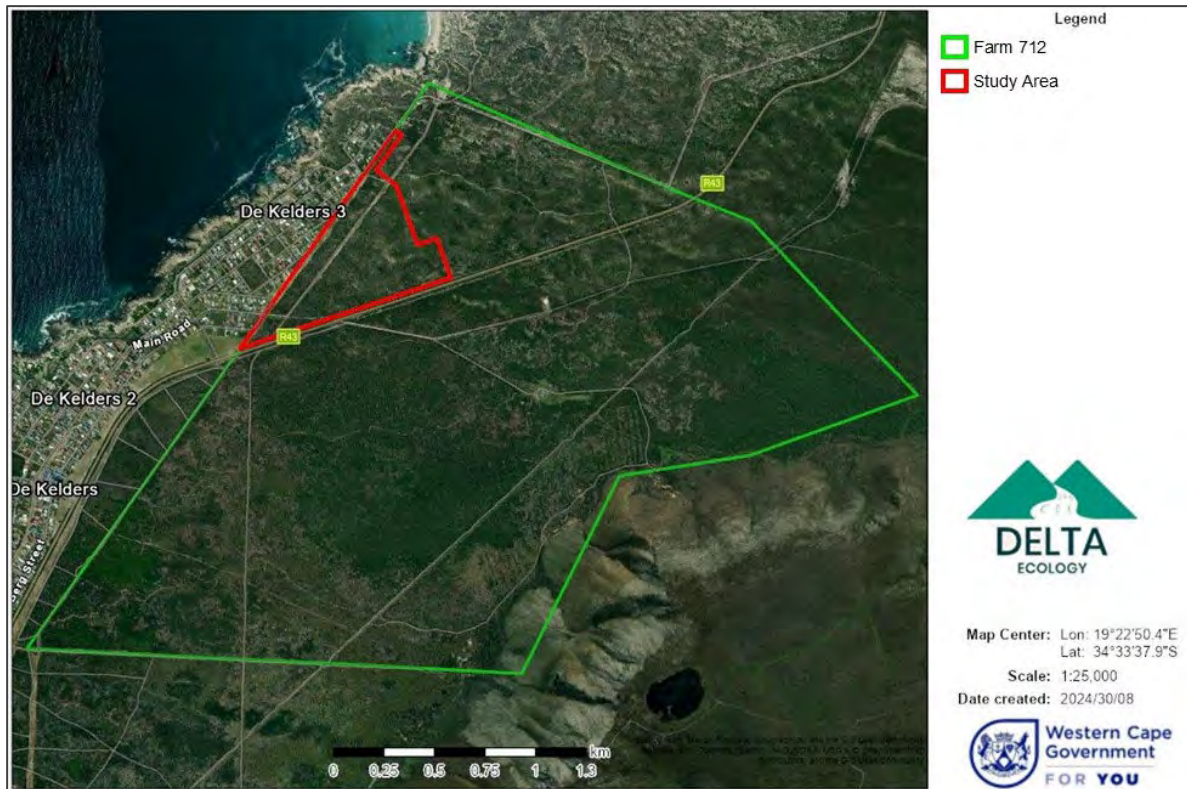 Legend
Farm 712
Study Area
R43
De Kelders 3
R43
Main Road
De Kelders 2
De Kelders
Street
DELTA
ECOLOGY
Map Center: Lon: 19°22'50.4"E
Lat: 34°33'37.9"S
Scale: 1:25,000
Date created: 2024/30/08
km
0 0,25 0,5 0,75 1 1.3
Western Cape
Government
FOR YOU